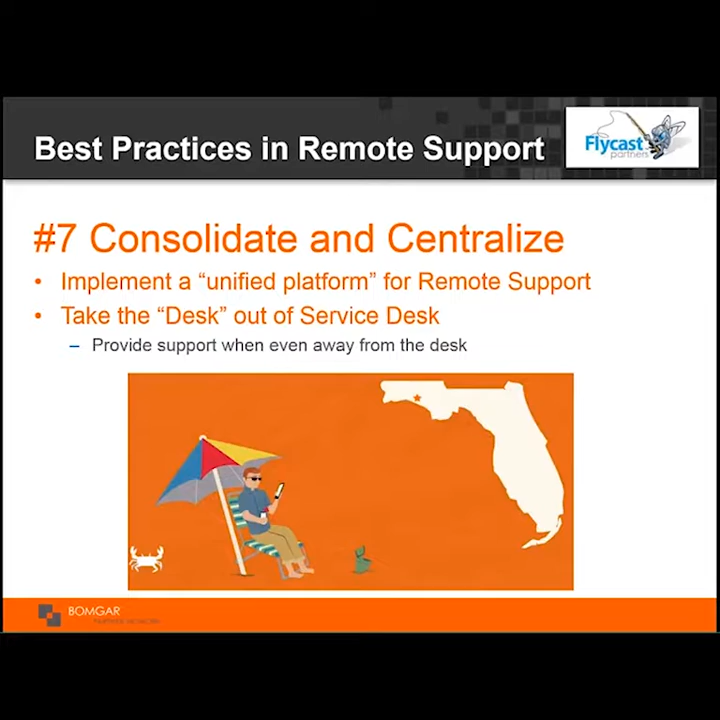 Best Practices in Remote Support
Flycast
partners
#7 Consolidate and Centralize
• Implement a “unified platform” for Remote Support
• Take the “Desk” out of Service Desk
– Provide support when even away from the desk
BOMGAR